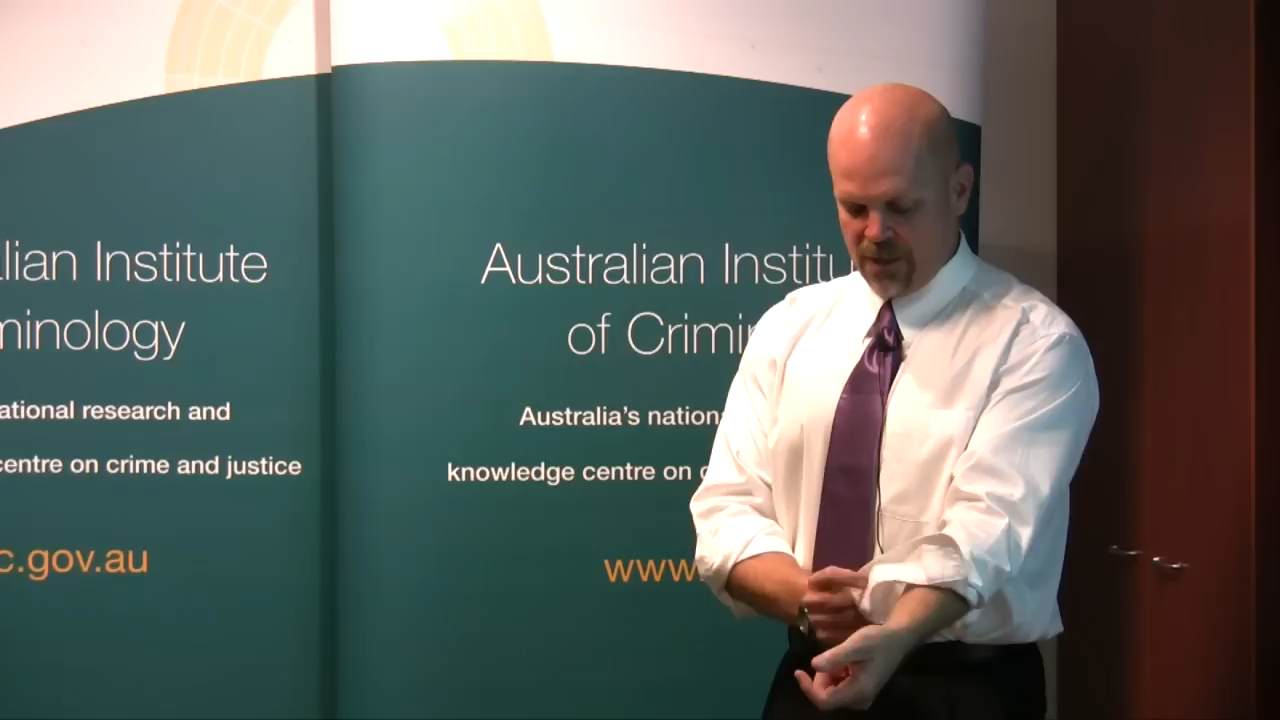 lian Institute
minology
ational research and
centre on crime and justice
c.gov.au
Australian Institu
of Crimi
Australia's nation
knowledge centre on
www.